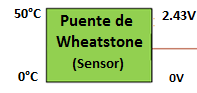 50°C
Puente de
2.43V
Wheatstone
(Sensor)
0°C
0V